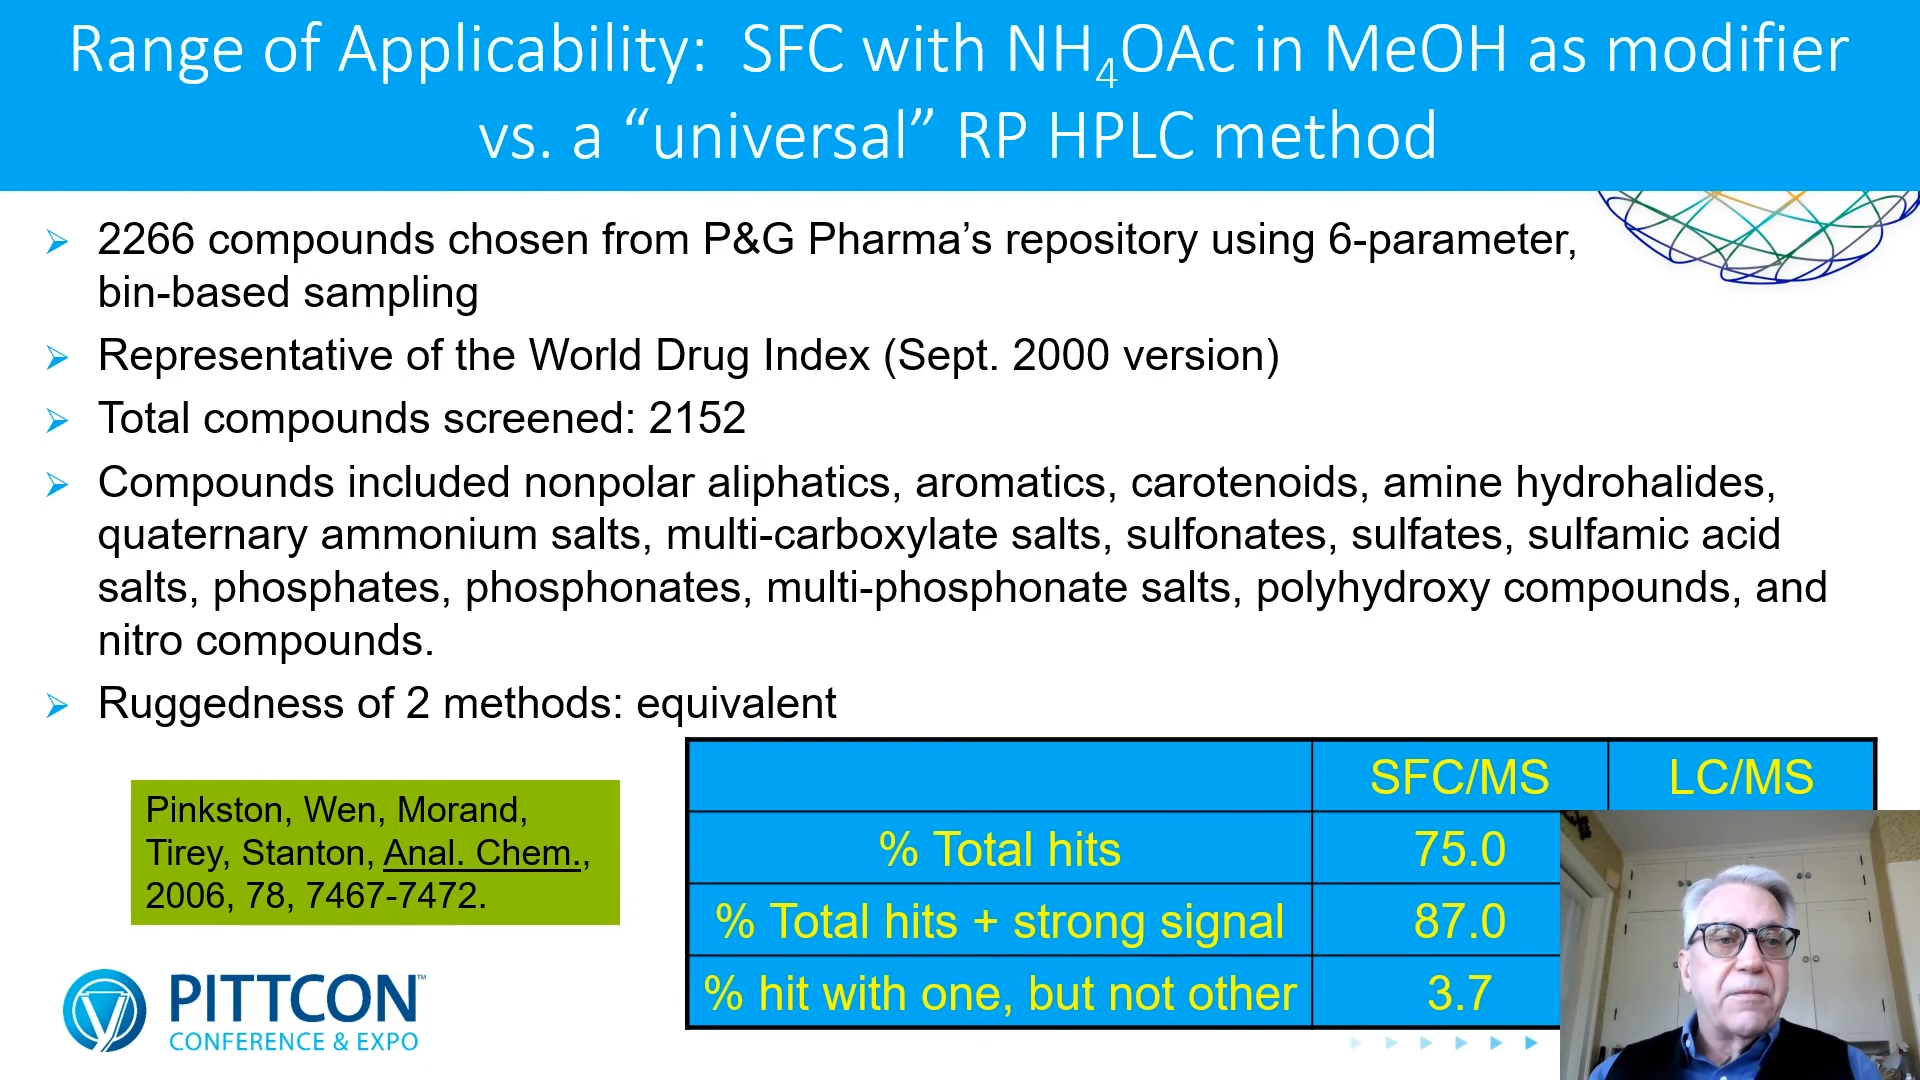 Range of Applicability: SFC with NH4OAc in MeOH as modifier
vs. a “universal” RP HPLC method
2266 compounds chosen from P&G Pharma’s repository using 6-parameter,
bin-based sampling
Representative of the World Drug Index (Sept. 2000 version)
Total compounds screened: 2152
Compounds included nonpolar aliphatics, aromatics, carotenoids, amine hydrohalides,
quaternary ammonium salts, multi-carboxylate salts, sulfonates, sulfates, sulfamic acid
salts, phosphates, phosphonates, multi-phosphonate salts, polyhydroxy compounds, and
nitro compounds.
Ruggedness of 2 methods: equivalent
Pinkston, Wen, Morand,
Tirey, Stanton, Anal. Chem.,
2006, 78, 7467-7472.
SFC/MS LC/MS
% Total hits 75.0
% Total hits + strong signal 87.0
% hit with one, but not other 3.7
PITTCON™
CONFERENCE & EXPO